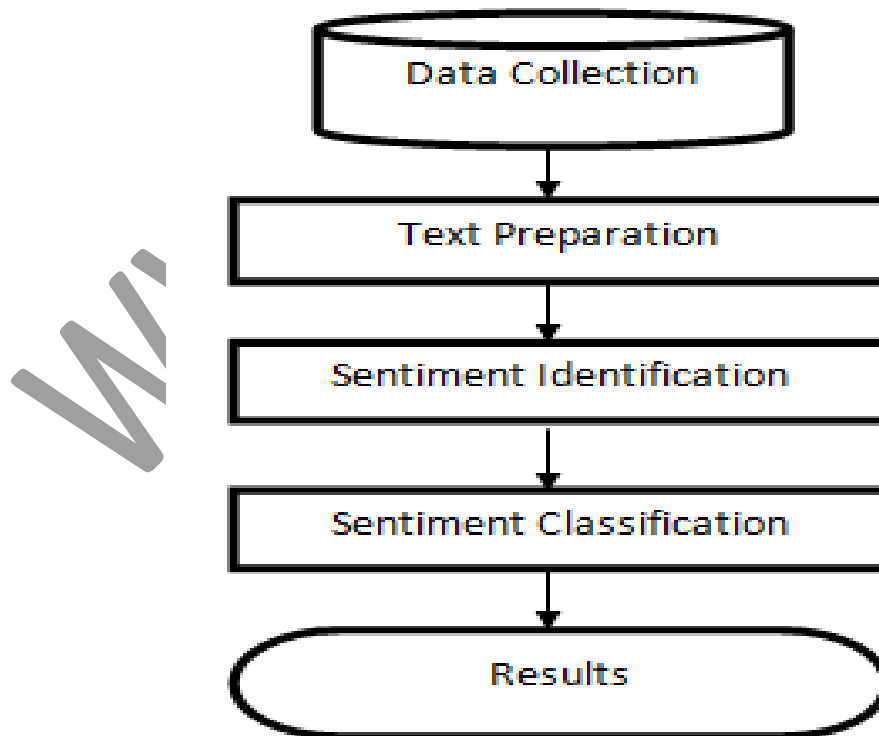 Data Collection
Text Preparation
Sentiment Identification
Sentiment Classification
Results